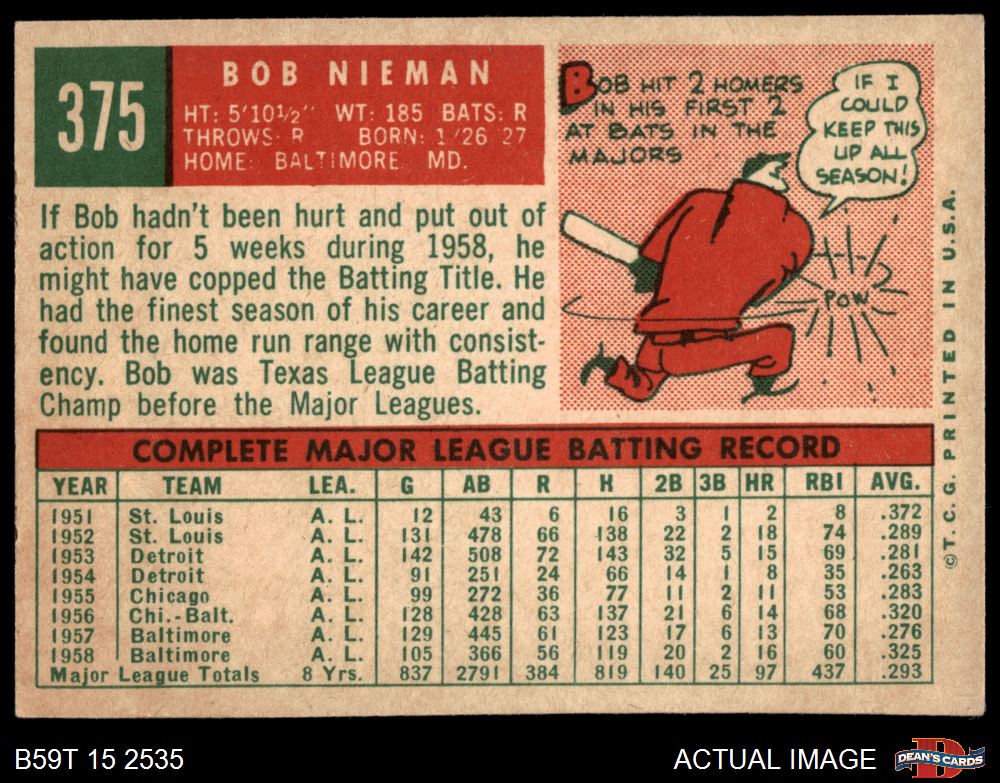 375
BOB NIEMAN
HT: 5'10½" WT: 185 BATS: R
THROWS: R BORN: 1/26 27
HOME: BALTIMORE, MD.
If Bob hadn't been hurt and put out of
action for 5 weeks during 1958, he
might have copped the Batting Title. He
had the finest season of his career and
found the home run range with consist-
ency. Bob was Texas League Batting
Champ before the Major Leagues.
BOB HIT 2 HOMERS
IN HIS FIRST 2
AT BATS IN THE
MAJORS
IF I
COULD
KEEP THIS
UP ALL
SEASON!
POW
COMPLETE MAJOR LEAGUE BATTING RECORD
YEAR TEAM LEA. G AB R H 2B 3B HR RBI AVG.
1951 St. Louis A. L. 12 43 6 16 3 1 2 8 .372
1952 St. Louis A. L. 131 478 66 138 22 2 18 74 .289
1953 Detroit A. L. 142 508 72 143 32 5 15 69 .281
1954 Detroit A. L. 91 251 24 66 14 1 8 35 .263
1955 Chicago A. L. 99 272 36 77 11 2 11 53 .283
1956 Chi.-Balt. A. L. 128 428 63 137 21 6 14 68 .320
1957 Baltimore A. L. 129 445 61 123 17 6 13 70 .276
1958 Baltimore A. L. 105 366 56 119 20 2 16 60 .325
Major League Totals 8 Yrs. 837 2791 384 819 140 25 97 437 .293
©T. C. G. PRINTED IN U.S.A.
B59T 15 2535
ACTUAL IMAGE
DEAN'S CARDS